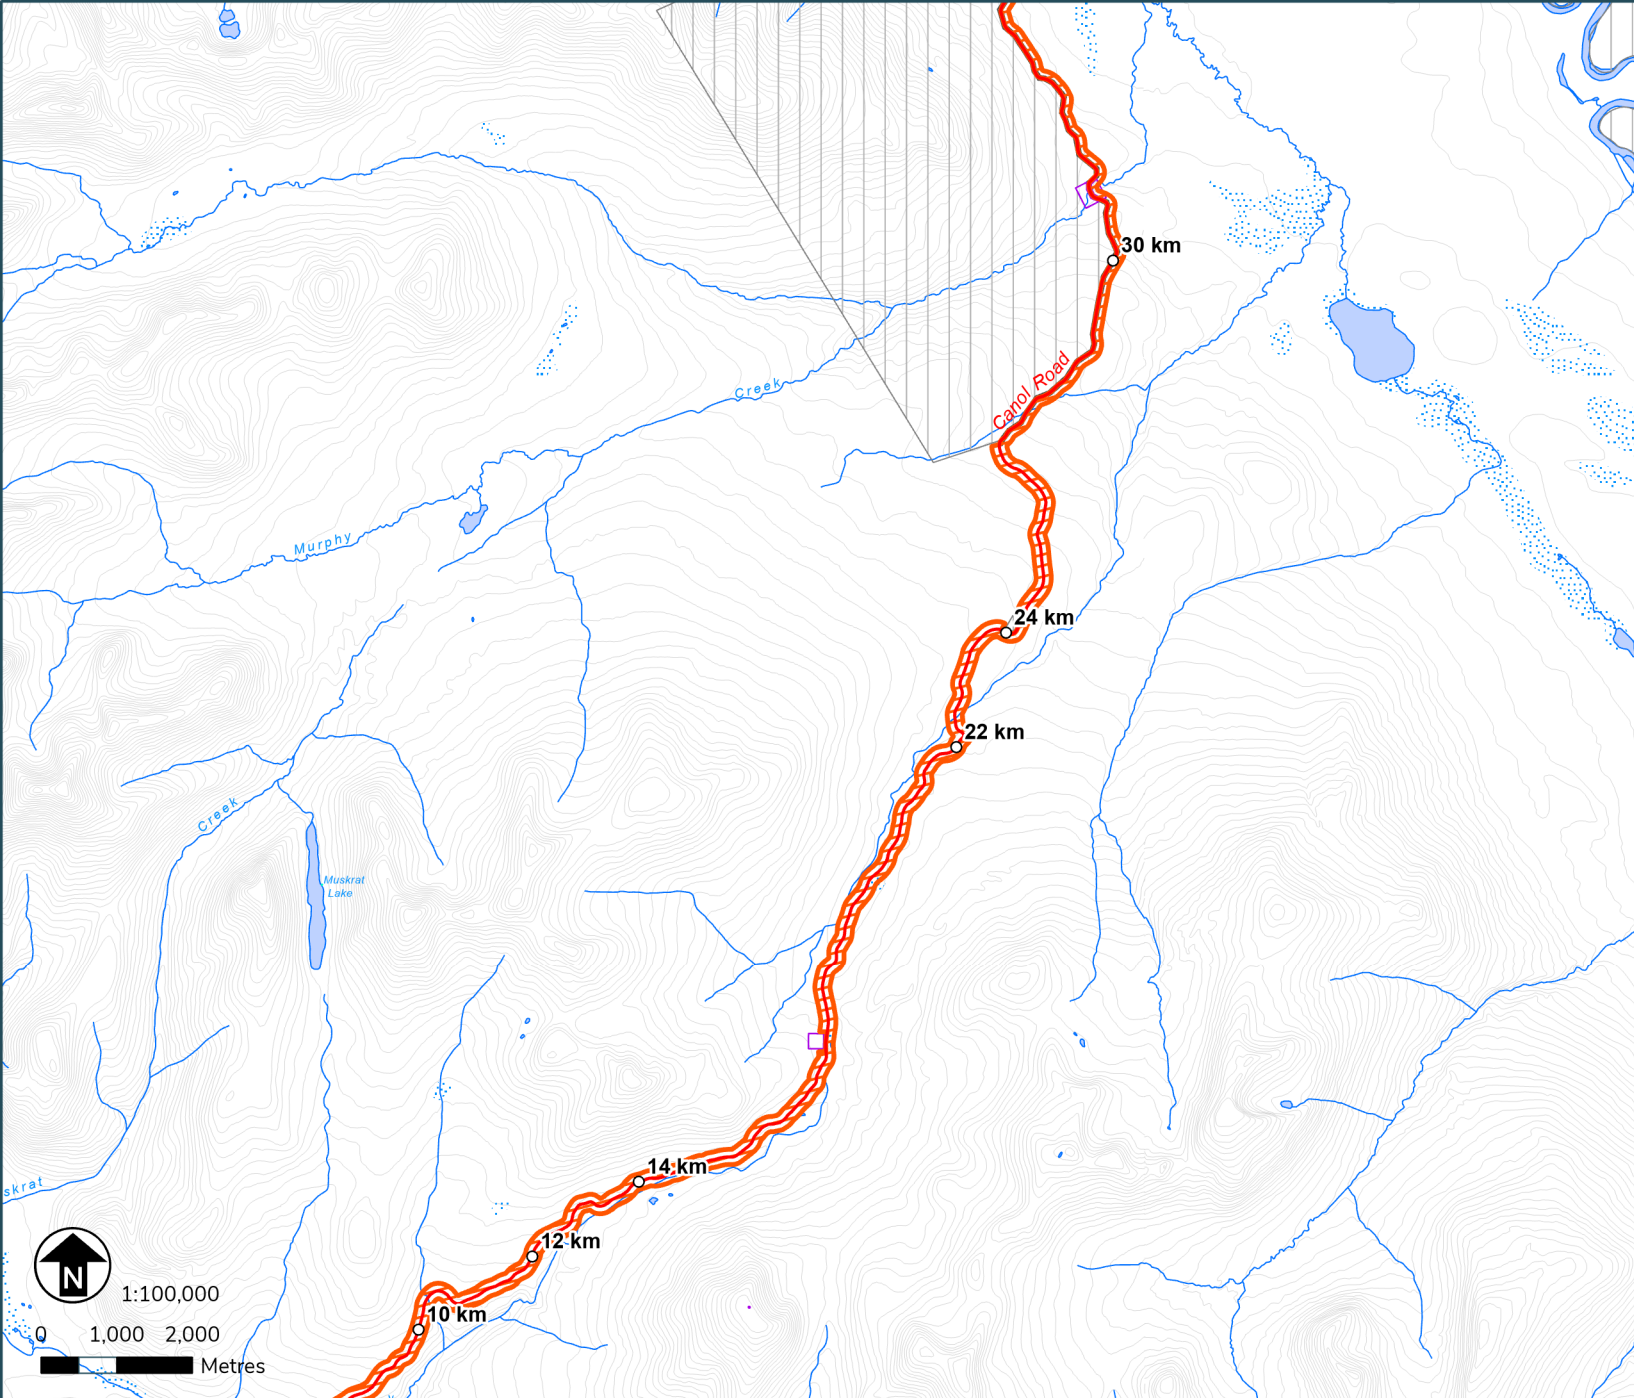 30 km
Canol Road
Creek
Murphy
24 km
22 km
Creek
Muskrat
Lake
14 km
skrat
12 km
N
1:100,000
10 km
0 1,000 2,000
Metres